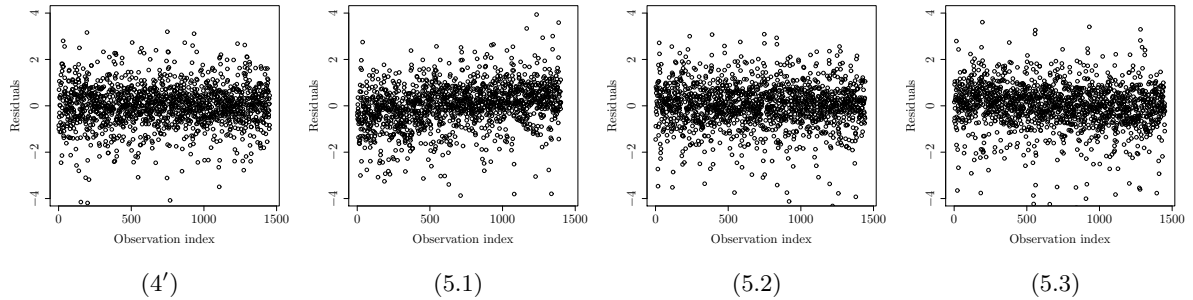 4 4 4 4
Residuals 2 Residuals 2 Residuals 2 Residuals 2
0 0 0 0
−2 −2 −2 −2
−4 −4 −4 −4
0 500 1000 1500 0 500 1000 1500 0 500 1000 1500 0 500 1000 1500
Observation index Observation index Observation index Observation index
(4′) (5.1) (5.2) (5.3)